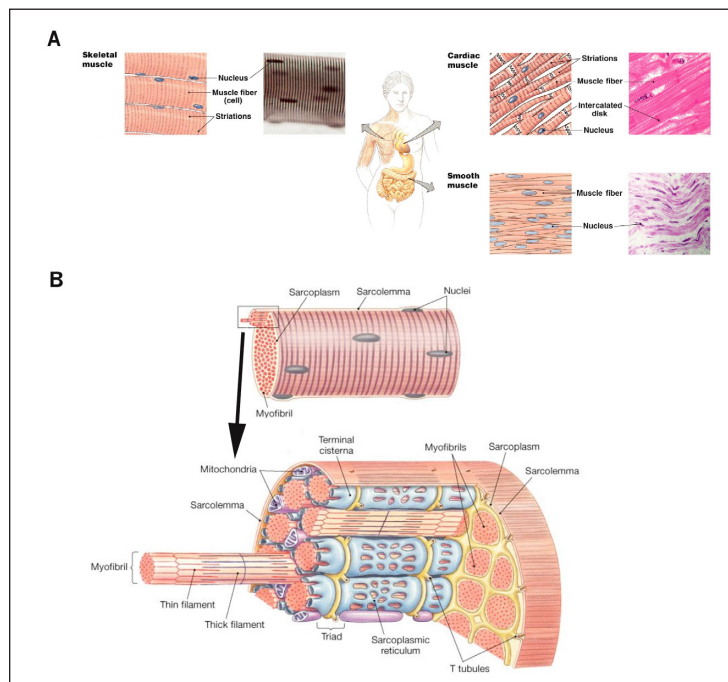 A
Skeletal
muscle
Nucleus
Muscle fiber
(cell)
Striations
Cardiac
muscle
Striations
Muscle fiber
Intercalated
disk
Nucleus
Smooth
muscle
Muscle fiber
Nucleus
B
Sarcoplasm
Sarcolemma
Nuclei
Myofibril
Terminal
cisterna
Myofibrils
Sarcoplasm
Sarcolemma
Mitochondria
Sarcolemma
Myofibril
Thin filament
Thick filament
Triad
Sarcoplasmic
reticulum
T tubules